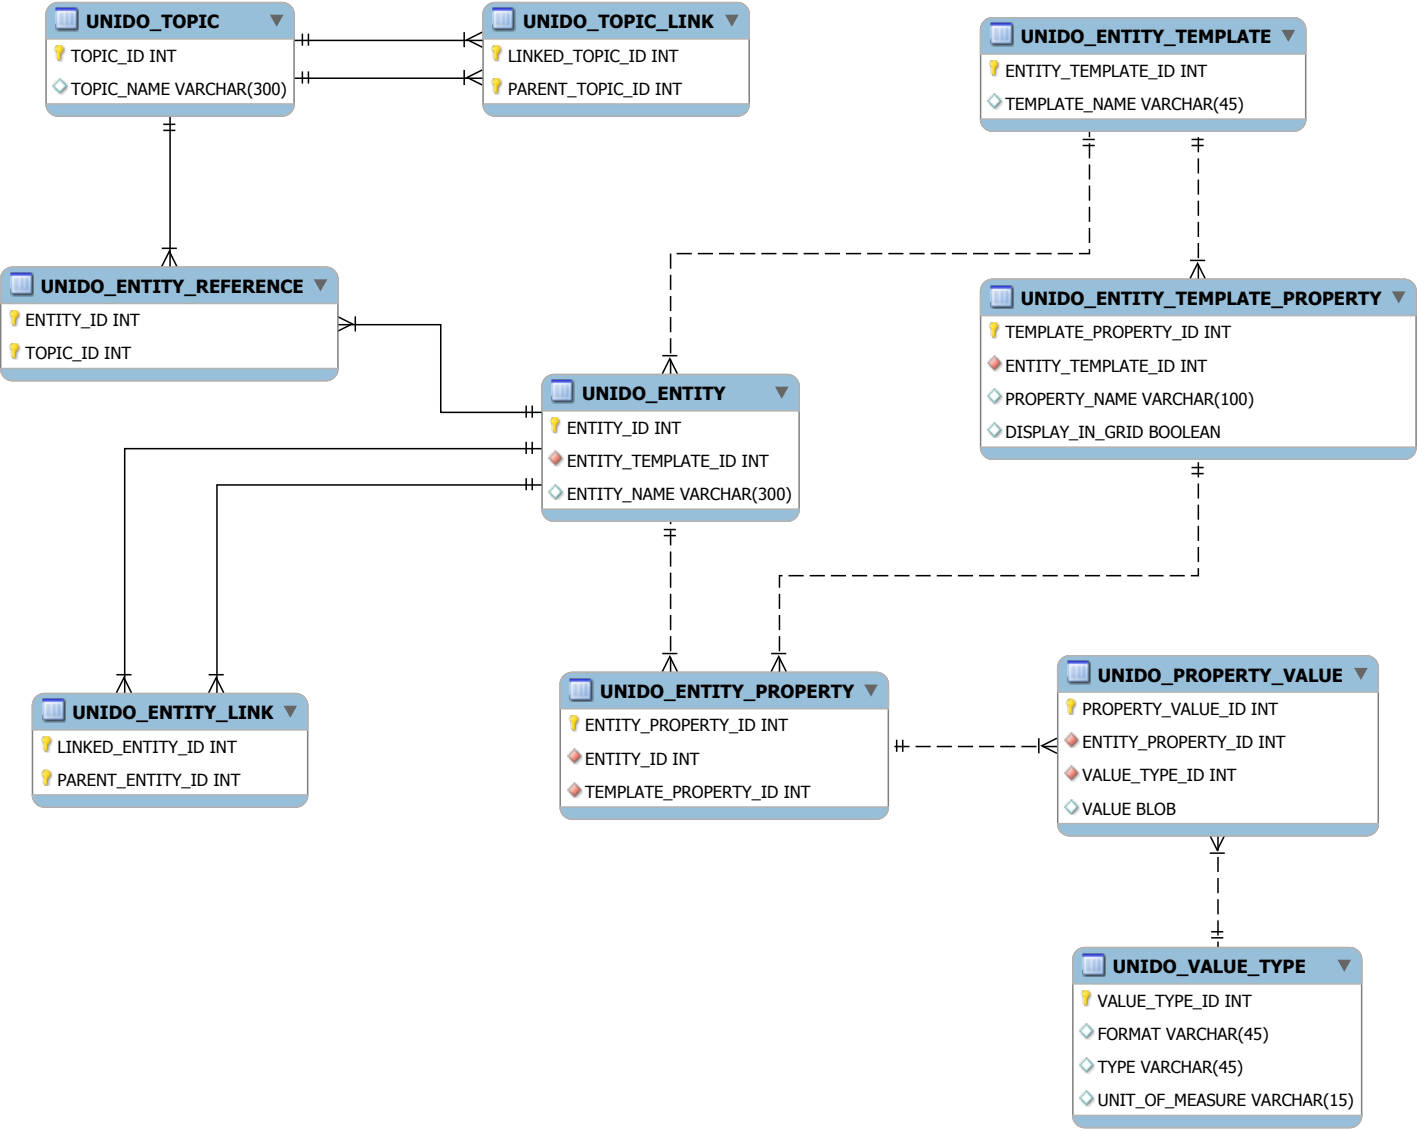 UNIDO_TOPIC
TOPIC_ID INT
TOPIC_NAME VARCHAR(300)
UNIDO_TOPIC_LINK
LINKED_TOPIC_ID INT
PARENT_TOPIC_ID INT
UNIDO_ENTITY_TEMPLATE
ENTITY_TEMPLATE_ID INT
TEMPLATE_NAME VARCHAR(45)
UNIDO_ENTITY_REFERENCE
ENTITY_ID INT
TOPIC_ID INT
UNIDO_ENTITY_TEMPLATE_PROPERTY
TEMPLATE_PROPERTY_ID INT
ENTITY_TEMPLATE_ID INT
PROPERTY_NAME VARCHAR(100)
DISPLAY_IN_GRID BOOLEAN
UNIDO_ENTITY
ENTITY_ID INT
ENTITY_TEMPLATE_ID INT
ENTITY_NAME VARCHAR(300)
UNIDO_ENTITY_LINK
LINKED_ENTITY_ID INT
PARENT_ENTITY_ID INT
UNIDO_ENTITY_PROPERTY
ENTITY_PROPERTY_ID INT
ENTITY_ID INT
TEMPLATE_PROPERTY_ID INT
UNIDO_PROPERTY_VALUE
PROPERTY_VALUE_ID INT
ENTITY_PROPERTY_ID INT
VALUE_TYPE_ID INT
VALUE BLOB
UNIDO_VALUE_TYPE
VALUE_TYPE_ID INT
FORMAT VARCHAR(45)
TYPE VARCHAR(45)
UNIT_OF_MEASURE VARCHAR(15)